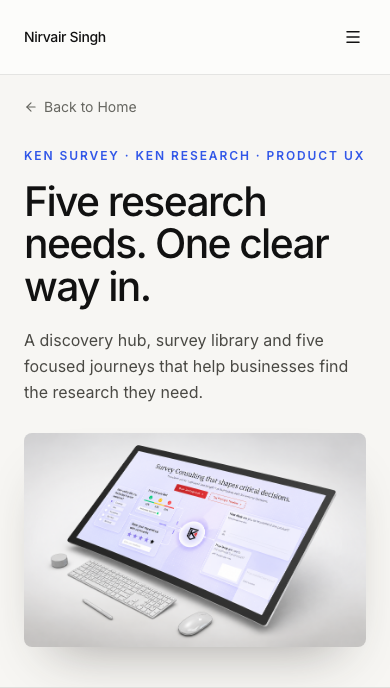 Nirvair Singh
← Back to Home
KEN SURVEY · KEN RESEARCH · PRODUCT UX
Five research
needs. One clear
way in.
A discovery hub, survey library and five
focused journeys that help businesses find
the research they need.
Survey Consulting that shapes critical decisions.